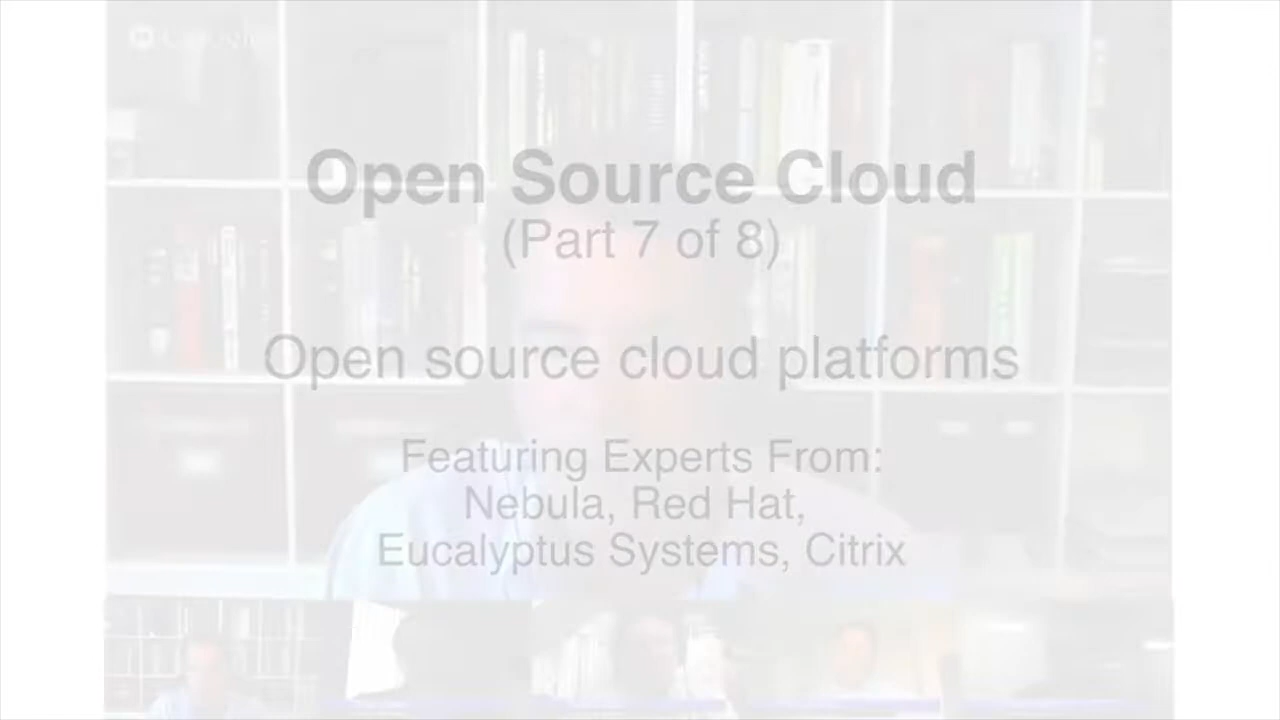 Open Source Cloud
(Part 7 of 8)
Open source cloud platforms
Featuring Experts From:
Nebula, Red Hat,
Eucalyptus Systems, Citrix